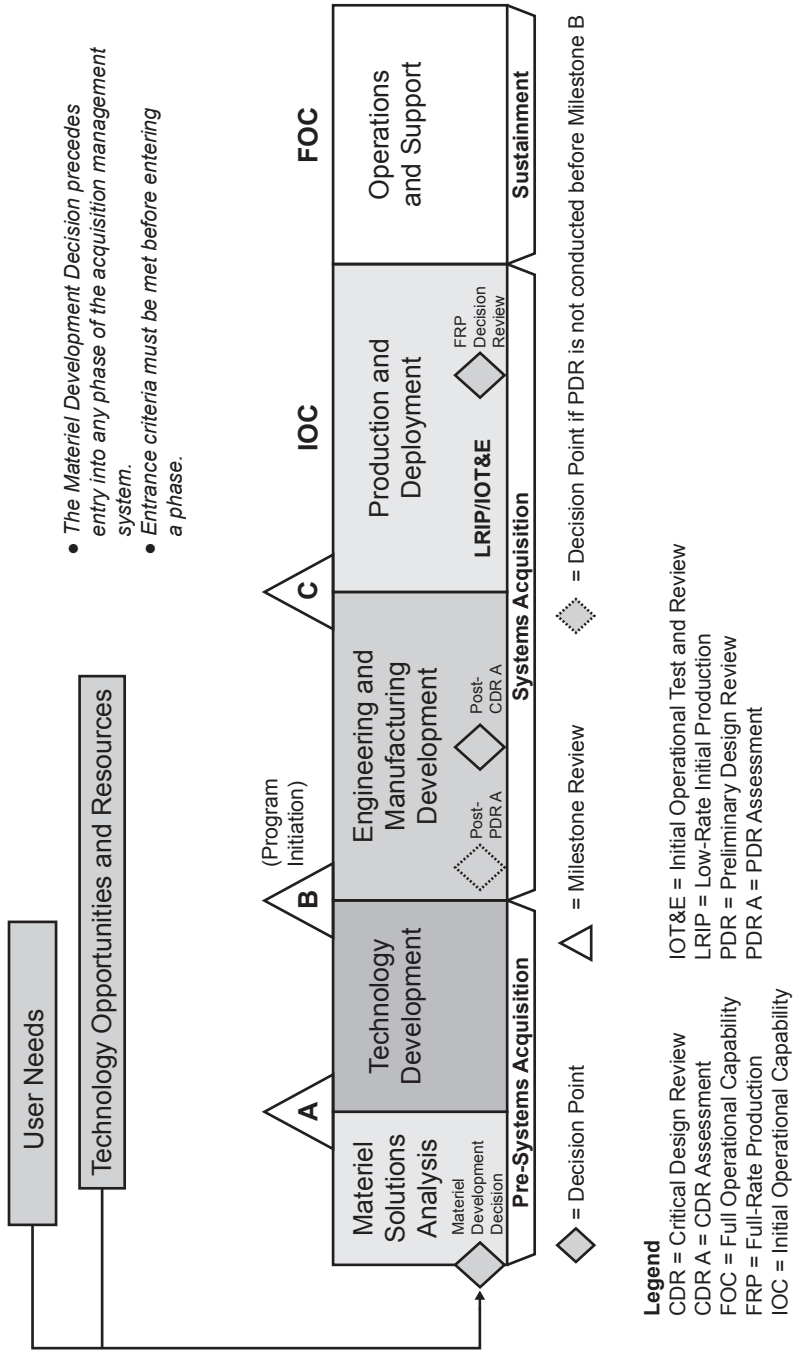 User Needs
Technology Opportunities and Resources
● The Materiel Development Decision precedes
entry into any phase of the acquisition management
system.
● Entrance criteria must be met before entering
a phase.
A
B
(Program
Initiation)
C
IOC
FOC
Materiel
Solutions
Analysis
Materiel
Development
Decision
Technology
Development
Engineering and
Manufacturing
Development
Post-
PDR A
Post-
CDR A
Production and
Deployment
LRIP/IOT&E
FRP
Decision
Review
Operations
and Support
Pre-Systems Acquisition
Systems Acquisition
Sustainment
= Decision Point
= Milestone Review
= Decision Point if PDR is not conducted before Milestone B
Legend
CDR = Critical Design Review
CDR A = CDR Assessment
FOC = Full Operational Capability
FRP = Full-Rate Production
IOC = Initial Operational Capability
IOT&E = Initial Operational Test and Review
LRIP = Low-Rate Initial Production
PDR = Preliminary Design Review
PDR A = PDR Assessment